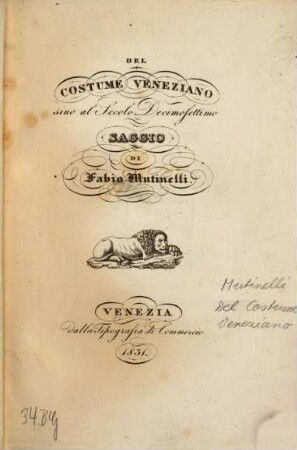 DEL
COSTUME VENEZIANO
sino al Secolo Decimosettimo
SAGGIO
DI
Fabio Mutinelli
VENEZIA
dalla Tipografia di Commercio
1831.
Mutinelli
Del Costume
Veneziano